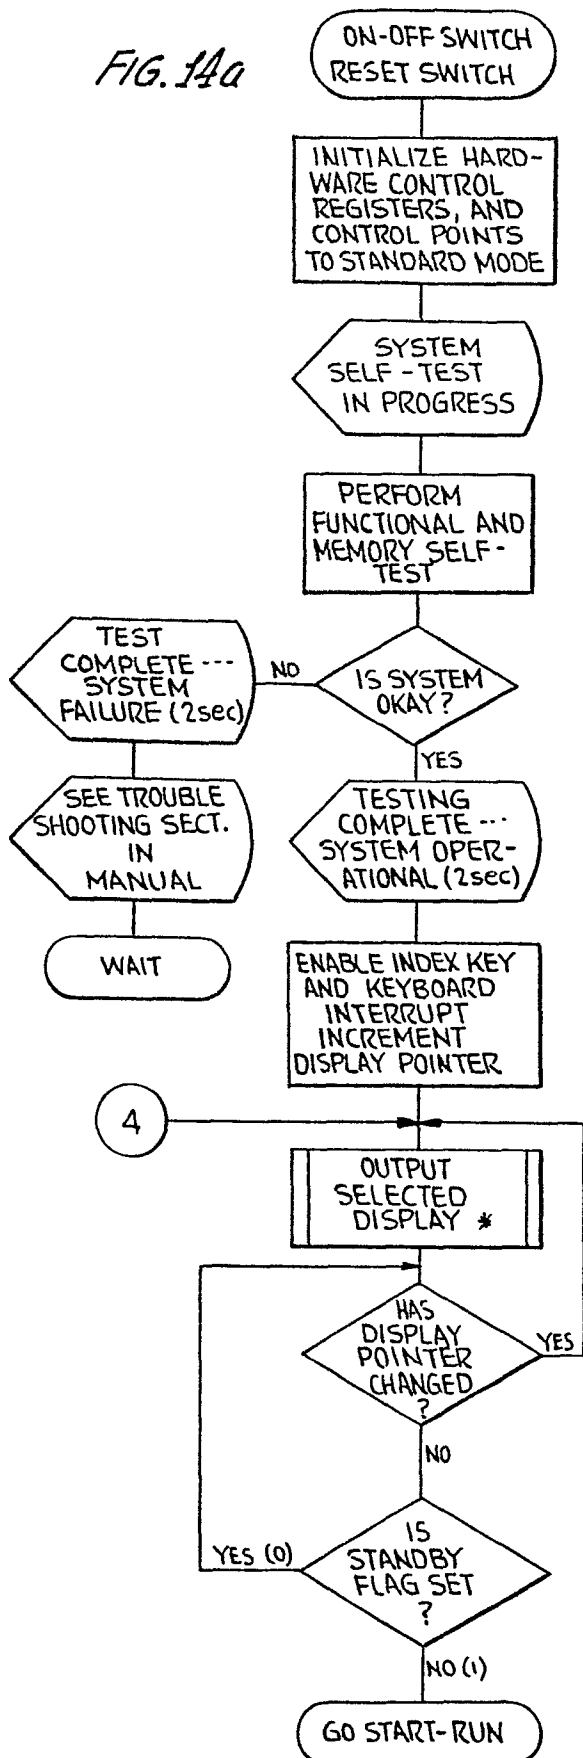 FIG. 14a
ON-OFF SWITCH
RESET SWITCH
INITIALIZE HARD-
WARE CONTROL
REGISTERS, AND
CONTROL POINTS
TO STANDARD MODE
SYSTEM
SELF-TEST
IN PROGRESS
PERFORM
FUNCTIONAL AND
MEMORY SELF-
TEST
IS SYSTEM
OKAY?
NO
TEST
COMPLETE ---
SYSTEM
FAILURE (2sec)
SEE TROUBLE
SHOOTING SECT.
IN
MANUAL
WAIT
YES
TESTING
COMPLETE ---
SYSTEM OPER-
ATIONAL (2sec)
ENABLE INDEX KEY
AND KEYBOARD
INTERRUPT
INCREMENT
DISPLAY POINTER
4
OUTPUT
SELECTED
DISPLAY *
HAS
DISPLAY
POINTER
CHANGED
?
YES
NO
IS
STANDBY
FLAG SET
?
YES (0)
NO (1)
GO START-RUN